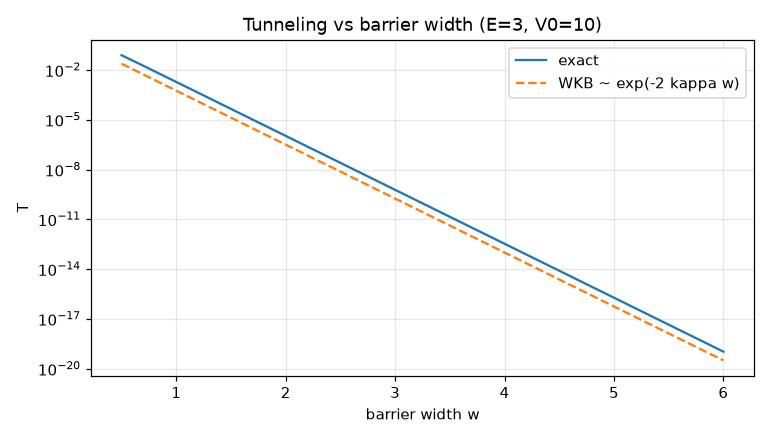 Tunneling vs barrier width (E=3, V0=10)
exact
WKB ~ exp(-2 kappa w)
T
10⁻²
10⁻⁵
10⁻⁸
10⁻¹¹
10⁻¹⁴
10⁻¹⁷
10⁻²⁰
1 2 3 4 5 6
barrier width w